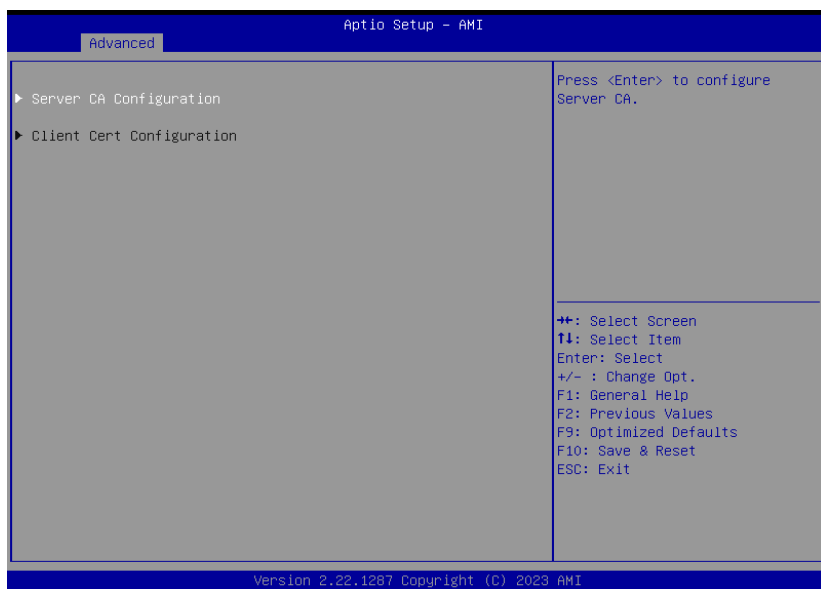 Aptio Setup – AMI
Advanced
▶ Server CA Configuration
▶ Client Cert Configuration
Press <Enter> to configure
Server CA.
→←: Select Screen
↑↓: Select Item
Enter: Select
+/- : Change Opt.
F1: General Help
F2: Previous Values
F9: Optimized Defaults
F10: Save & Reset
ESC: Exit
Version 2.22.1287 Copyright (C) 2023 AMI